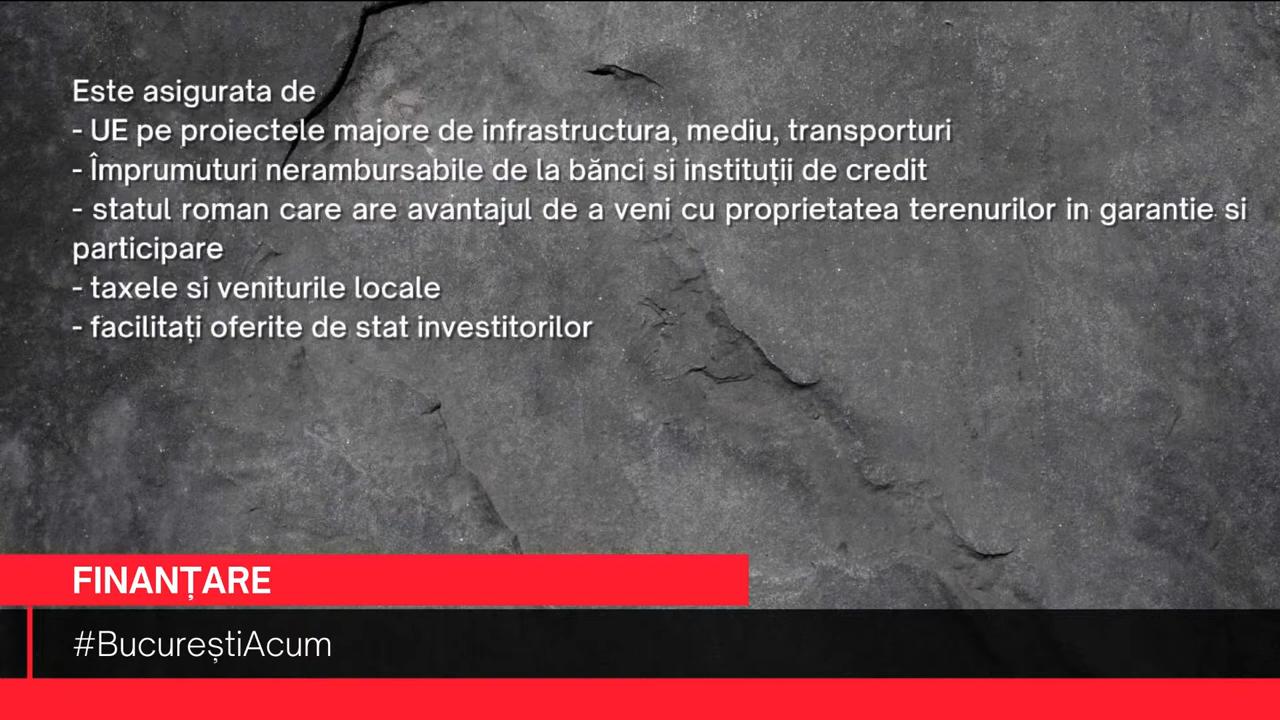 Este asigurata de
- UE pe proiectele majore de infrastructura, mediu, transporturi
- Împrumuturi nerambursabile de la bănci si instituții de credit
- statul roman care are avantajul de a veni cu proprietatea terenurilor in garantie si
participare
- taxele si veniturile locale
- facilitați oferite de stat investitorilor
FINANȚARE
#BucureștiAcum